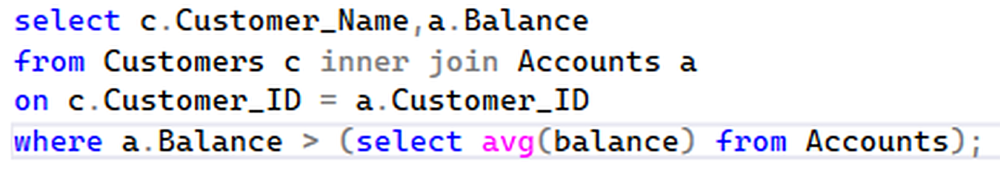 select c.Customer_Name,a.Balance
from Customers c inner join Accounts a
on c.Customer_ID = a.Customer_ID
where a.Balance > (select avg(balance) from Accounts);